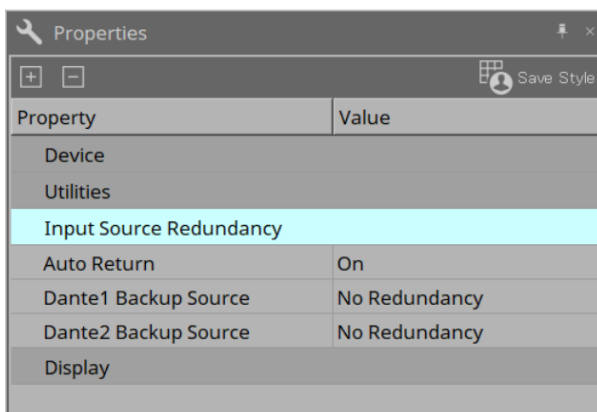 Properties
Save Style
Property Value
Device
Utilities
Input Source Redundancy
Auto Return On
Dante1 Backup Source No Redundancy
Dante2 Backup Source No Redundancy
Display